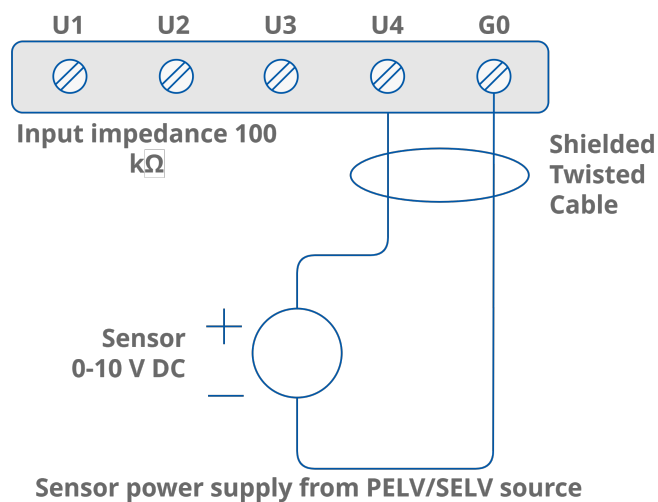 U1 U2 U3 U4 G0
Input impedance 100
kΩ
Shielded
Twisted
Cable
+
Sensor
0-10 V DC
—
Sensor power supply from PELV/SELV source